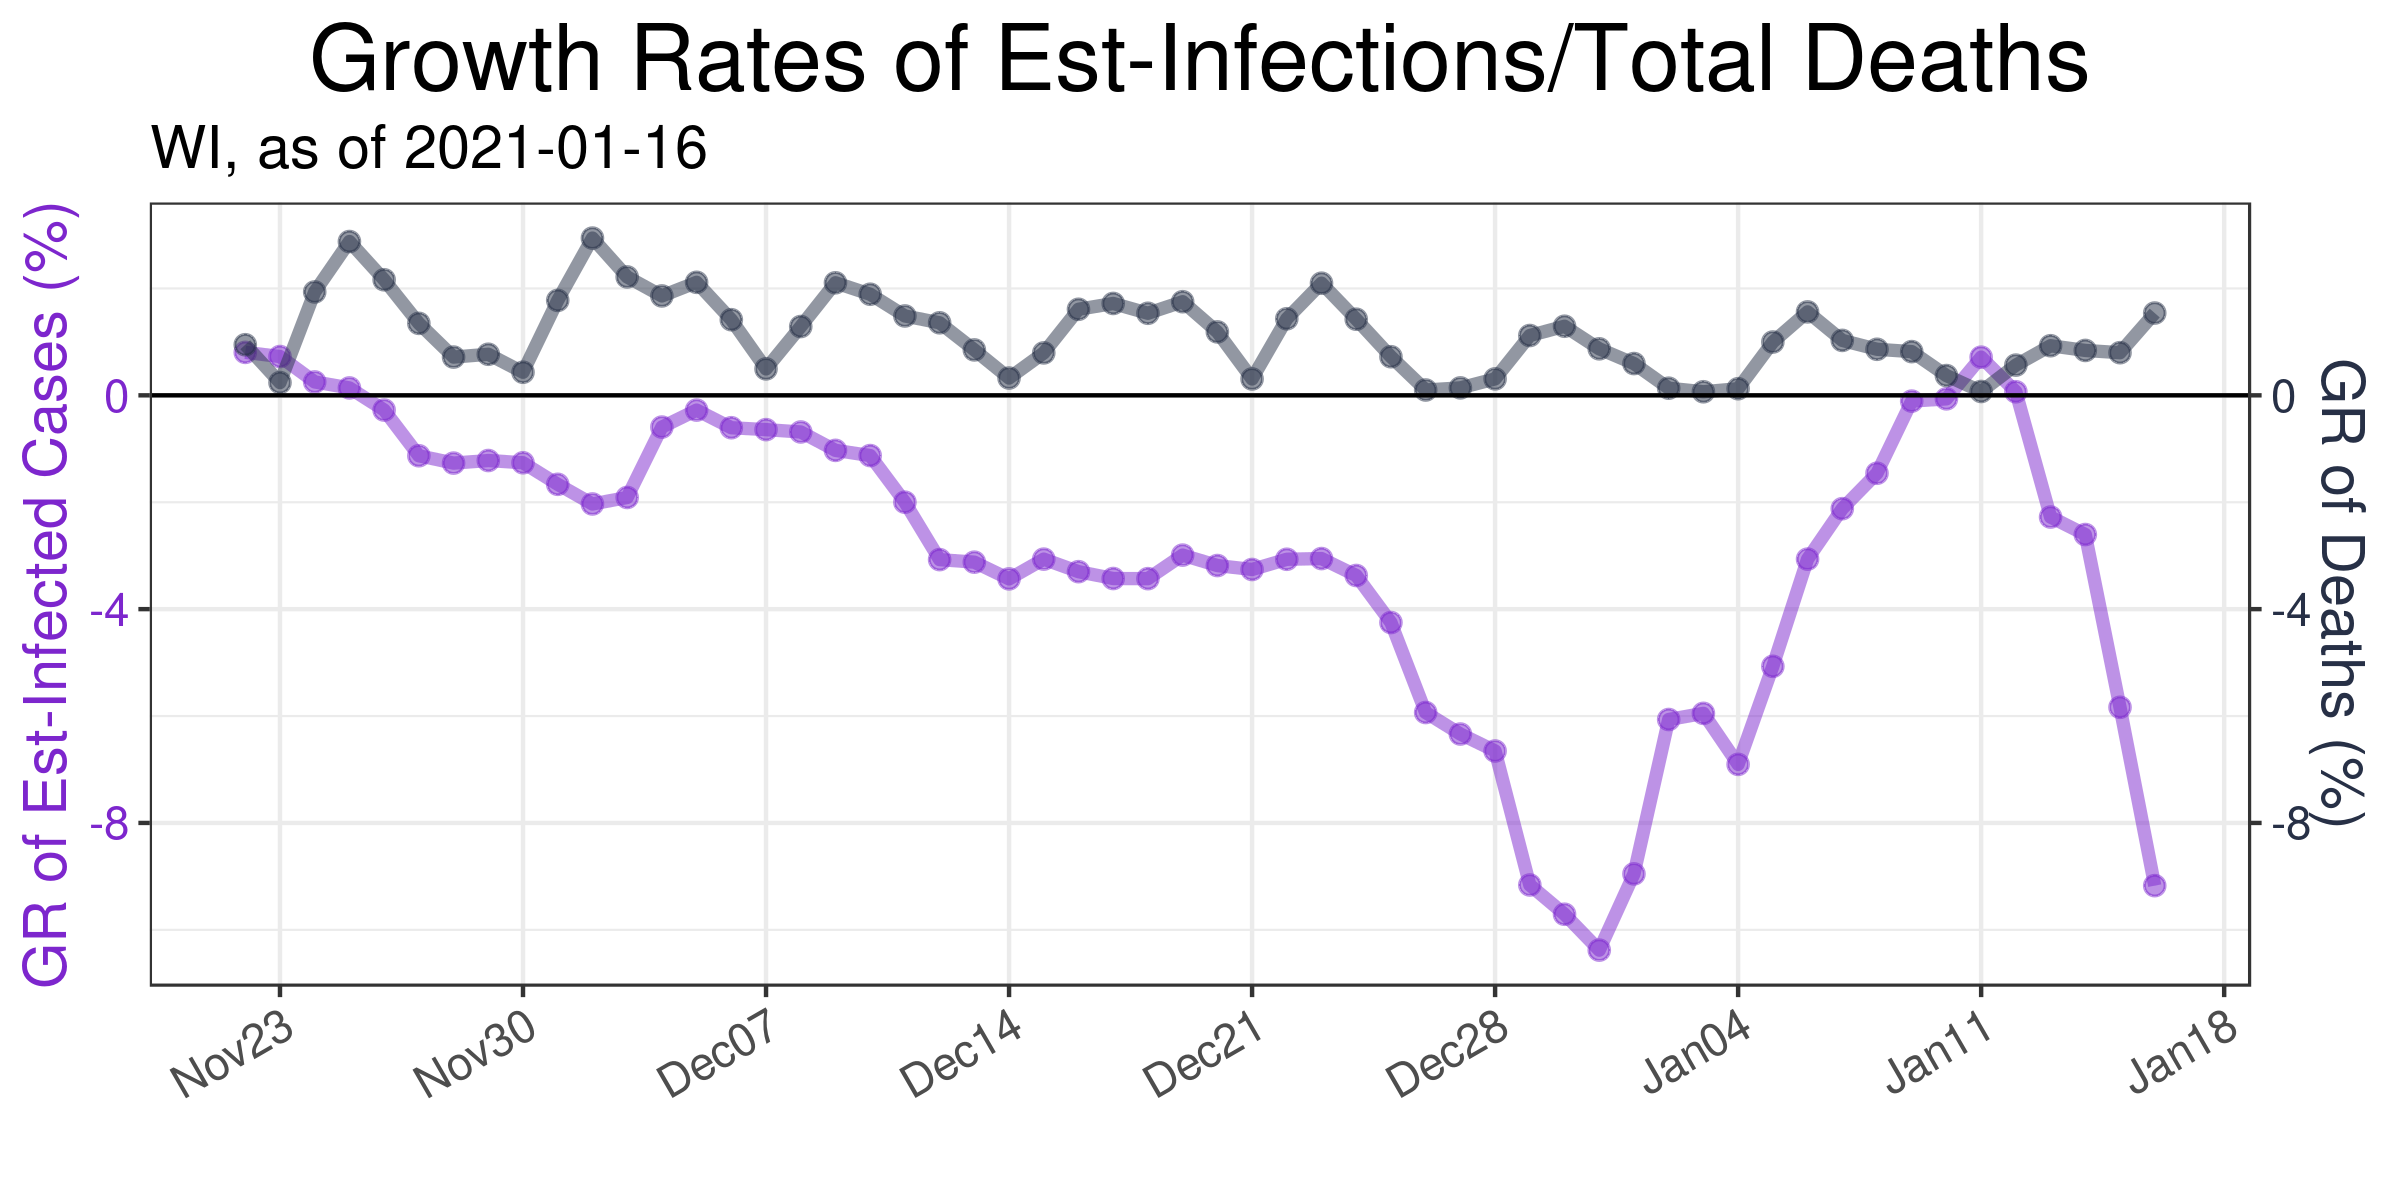 Growth Rates of Est-Infections/Total Deaths
WI, as of 2021-01-16
GR of Est-Infected Cases (%)
0
-4
-8
0
-4
-8
GR of Deaths (%)
Nov23
Nov30
Dec07
Dec14
Dec21
Dec28
Jan04
Jan11
Jan18